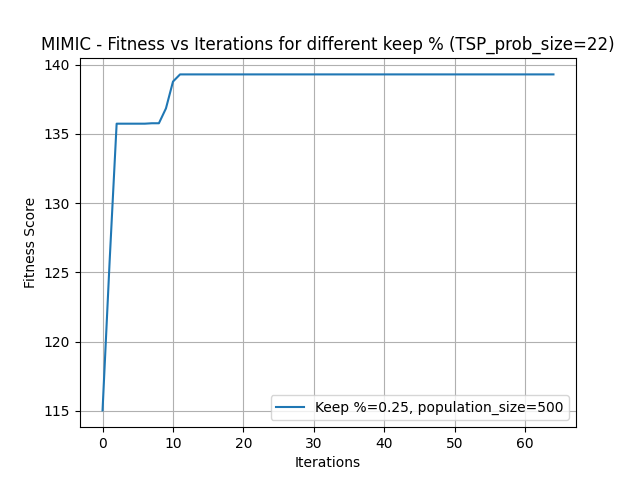 MIMIC - Fitness vs Iterations for different keep % (TSP_prob_size=22)
140
135
130
125
120
115
Fitness Score
Keep %=0.25, population_size=500
0 10 20 30 40 50 60
Iterations